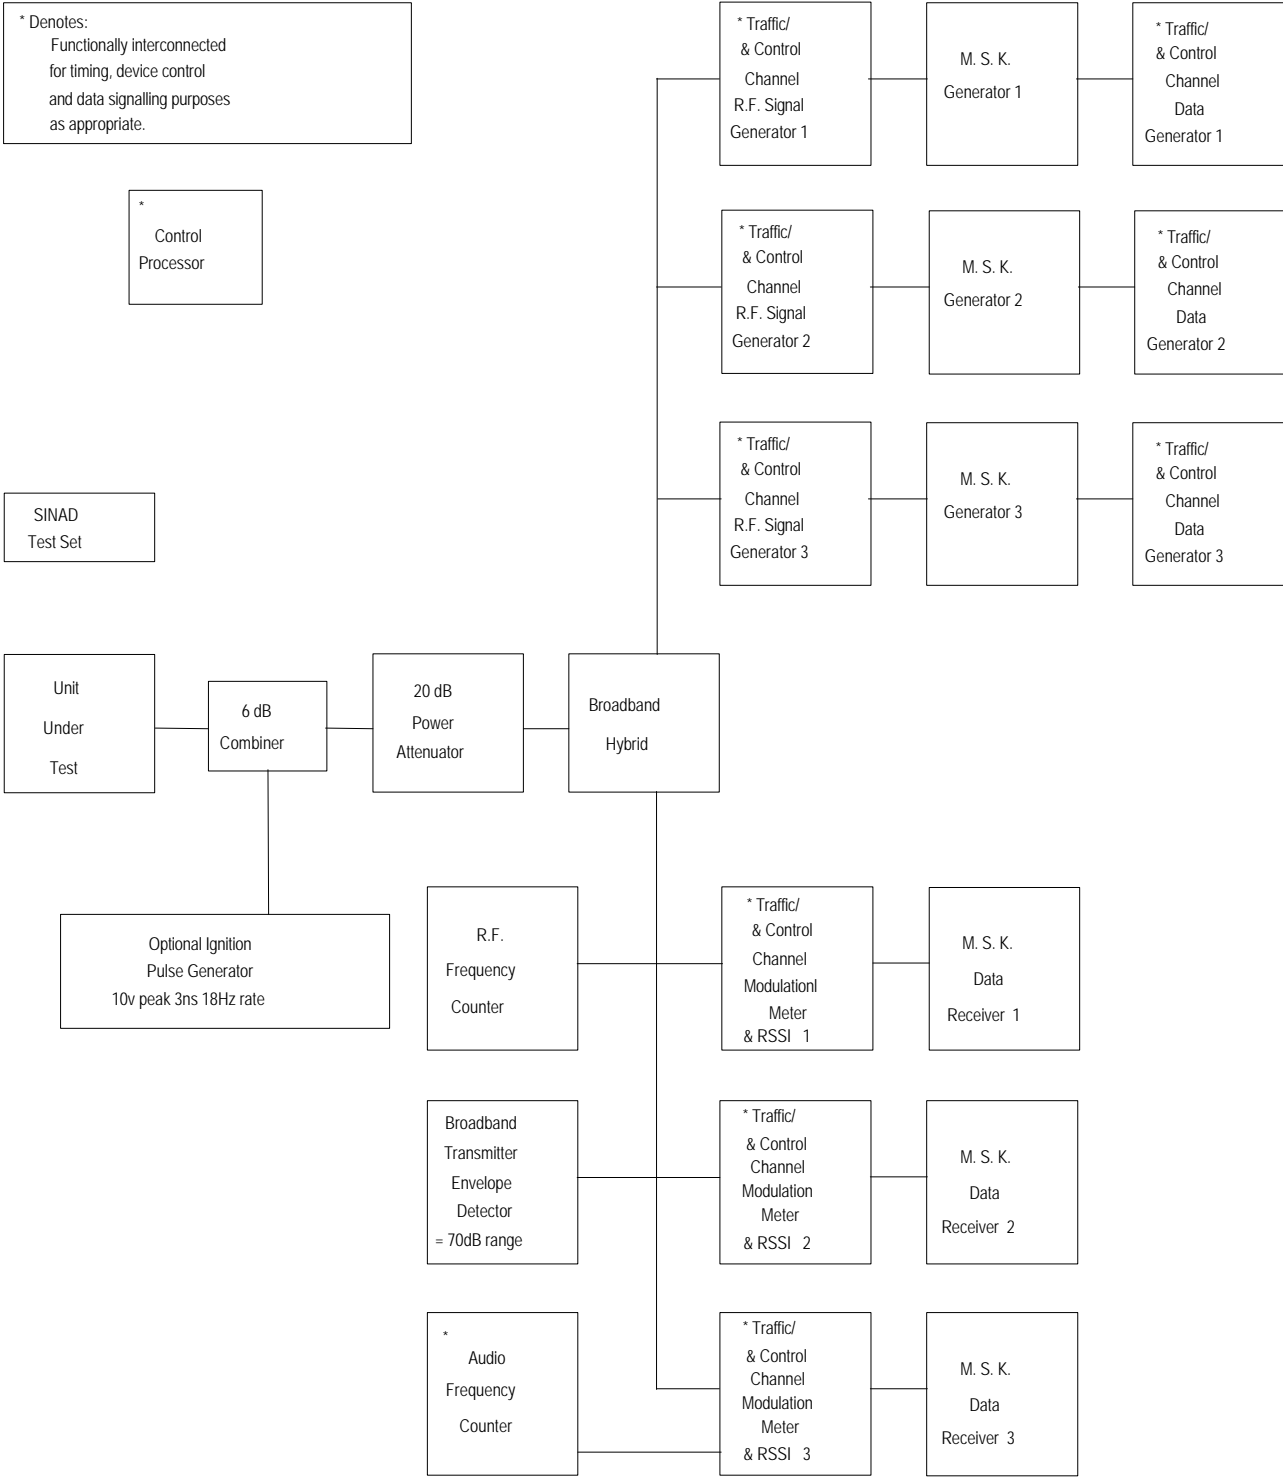 * Denotes:
Functionally interconnected
for timing, device control
and data signalling purposes
as appropriate.
*
Control
Processor
* Traffic/
& Control
Channel
R.F. Signal
Generator 1
M. S. K.
Generator 1
* Traffic/
& Control
Channel
Data
Generator 1
* Traffic/
& Control
Channel
R.F. Signal
Generator 2
M. S. K.
Generator 2
* Traffic/
& Control
Channel
Data
Generator 2
* Traffic/
& Control
Channel
R.F. Signal
Generator 3
M. S. K.
Generator 3
* Traffic/
& Control
Channel
Data
Generator 3
SINAD
Test Set
Unit
Under
Test
6 dB
Combiner
20 dB
Power
Attenuator
Broadband
Hybrid
Optional Ignition
Pulse Generator
10v peak 3ns 18Hz rate
R.F.
Frequency
Counter
* Traffic/
& Control
Channel
Modulationl
Meter
& RSSI 1
M. S. K.
Data
Receiver 1
Broadband
Transmitter
Envelope
Detector
= 70dB range
* Traffic/
& Control
Channel
Modulation
Meter
& RSSI 2
M. S. K.
Data
Receiver 2
*
Audio
Frequency
Counter
* Traffic/
& Control
Channel
Modulation
Meter
& RSSI 3
M. S. K.
Data
Receiver 3